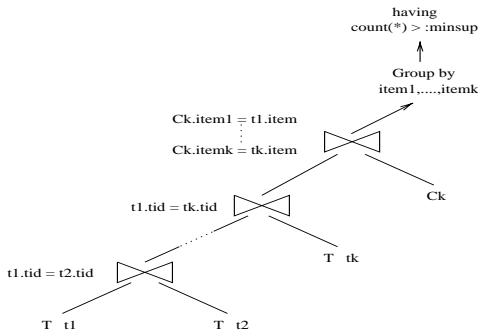 having
count(*) > :minsup
Group by
item1,....,itemk
Ck.item1 = t1.item
Ck.itemk = tk.item
Ck
t1.tid = tk.tid
T tk
t1.tid = t2.tid
T t1
T t2